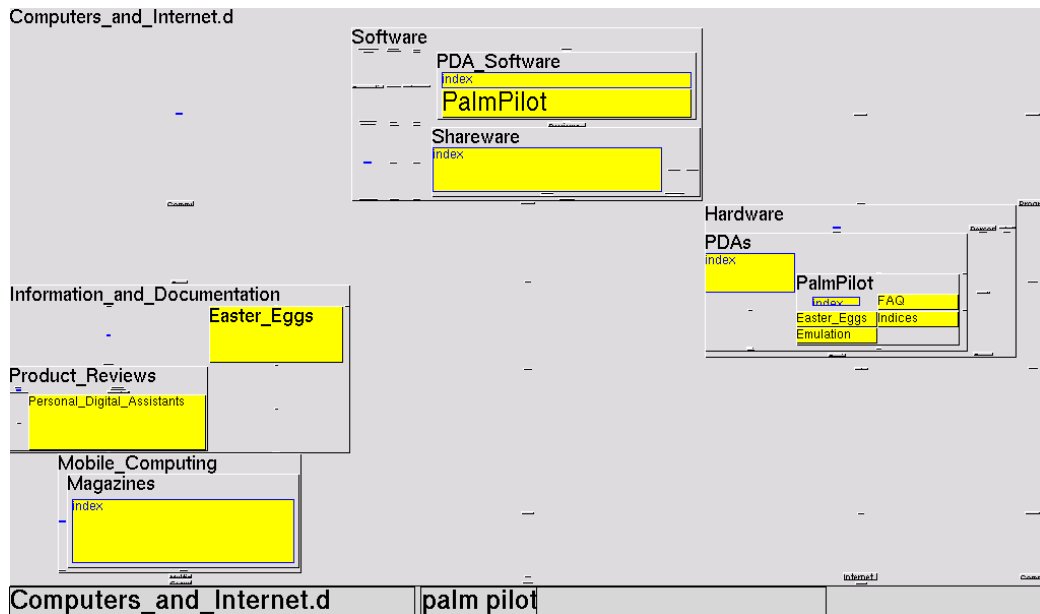 Computers_and_Internet.d
Software
PDA_Software
index
PalmPilot
Shareware
index
Hardware
PDAs
index
PalmPilot
index
FAQ
Easter_Eggs
Indices
Emulation
Information_and_Documentation
Easter_Eggs
Product_Reviews
Personal_Digital_Assistants
Mobile_Computing
Magazines
index
Internet
Computers_and_Internet.d
palm pilot